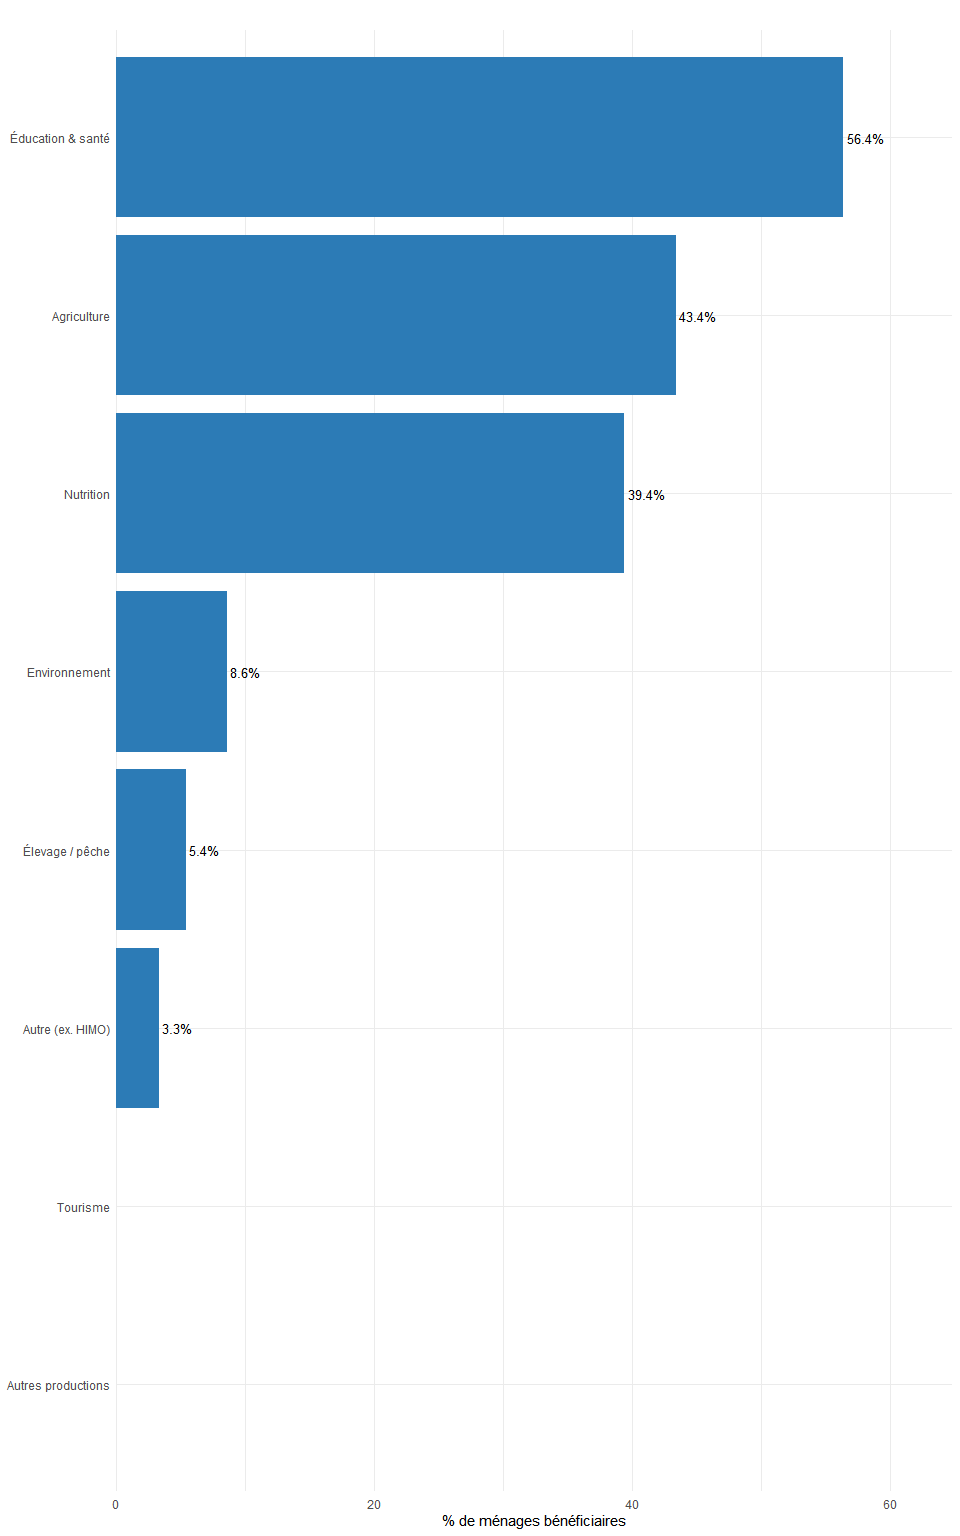 Éducation & santé
56.4%
Agriculture
43.4%
Nutrition
39.4%
Environnement
8.6%
Élevage / pêche
5.4%
Autre (ex. HIMO)
3.3%
Tourisme
Autres productions
0 20 40 60
% de ménages bénéficiaires